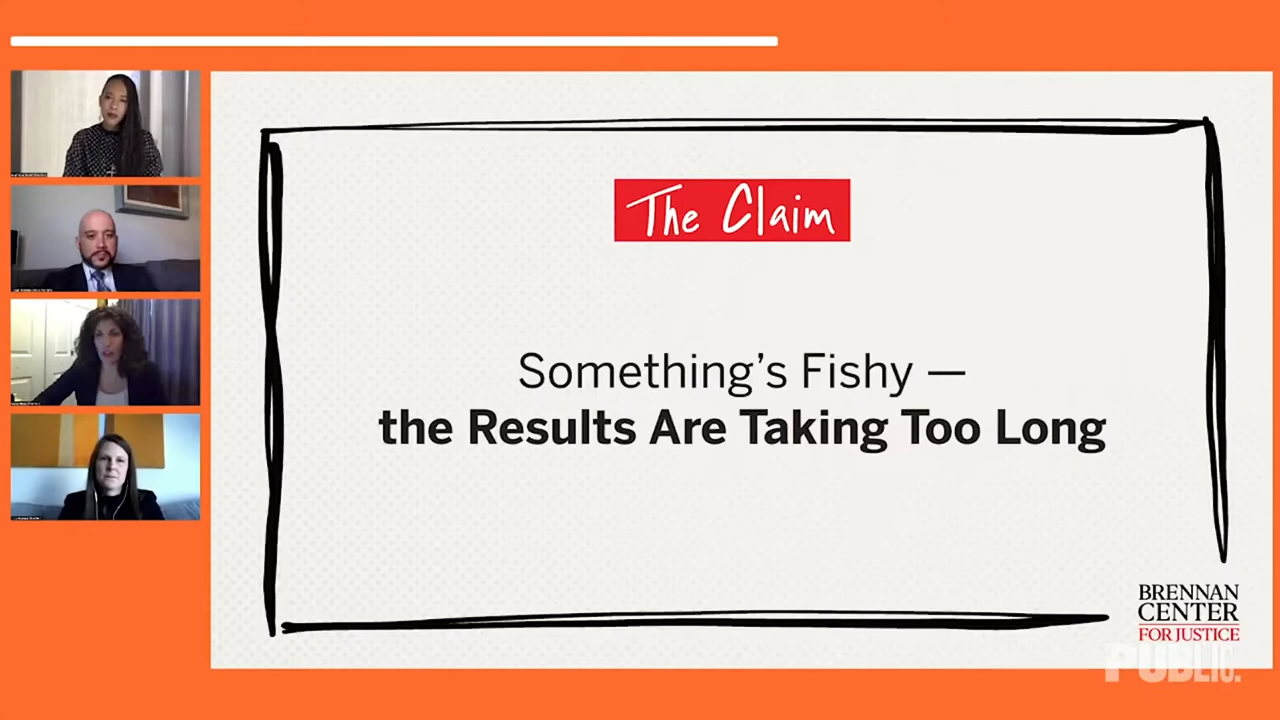 The Claim
Something's Fishy —
the Results Are Taking Too Long
BRENNAN
CENTER
FOR JUSTICE
PUBLIC.